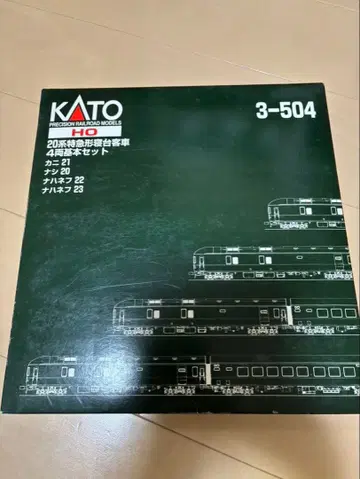 KATO
PRECISION RAILROAD MODELS
HO
3-504
20系特急形寝台客車
4両基本セット
カニ 21
ナシ 20
ナハネフ 22
ナハネフ 23